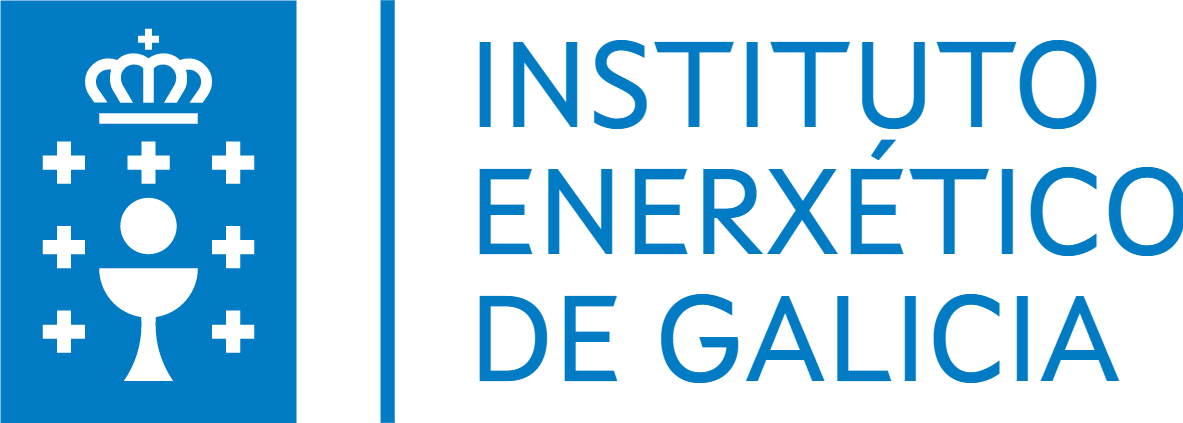 INSTITUTO
ENERXÉTICO
DE GALICIA